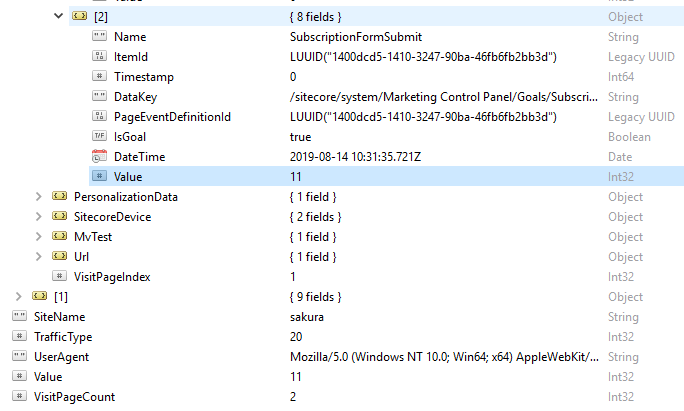 Value 0 Int32
[2] { 8 fields } Object
Name SubscriptionFormSubmit String
ItemId LUUID("1400dcd5-1410-3247-90ba-46fb6fb2bb3d") Legacy UUID
Timestamp 0 Int64
DataKey /sitecore/system/Marketing Control Panel/Goals/Subscri... String
PageEventDefinitionId LUUID("1400dcd5-1410-3247-90ba-46fb6fb2bb3d") Legacy UUID
T/F IsGoal true Boolean
DateTime 2019-08-14 10:31:35.721Z Date
# Value 11 Int32
PersonalizationData { 1 field } Object
SitecoreDevice { 2 fields } Object
MvTest { 1 field } Object
Url { 1 field } Object
# VisitPageIndex 1 Int32
[1] { 9 fields } Object
SiteName sakura String
# TrafficType 20 Int32
UserAgent Mozilla/5.0 (Windows NT 10.0; Win64; x64) AppleWebKit/... String
# Value 11 Int32
# VisitPageCount 2 Int32